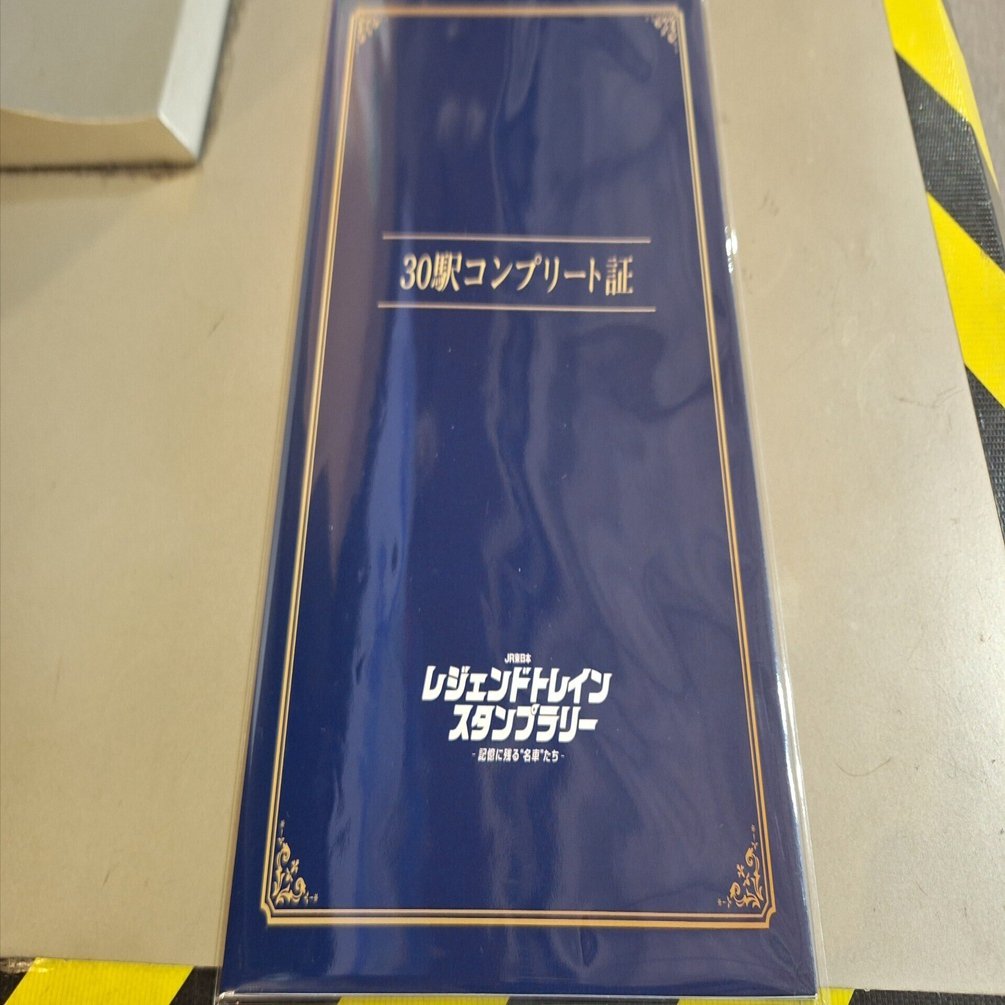 30駅コンプリート証
JR東日本
レジェンドトレイン
スタンプラリー
- 記憶に残る"名車"たち -